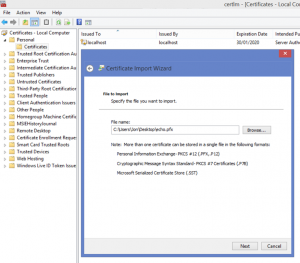 certlm - [Certificates - Local Com
File Action View Help
Certificates - Local Computer
Personal
Certificates
Trusted Root Certification Au
Enterprise Trust
Intermediate Certification Au
Trusted Publishers
Untrusted Certificates
Third-Party Root Certification
Trusted People
Client Authentication Issuers
Other People
Homegroup Machine Certific
MSIEHistoryJournal
Remote Desktop
Certificate Enrollment Reque
Smart Card Trusted Roots
Trusted Devices
Web Hosting
Windows Live ID Token Issue
Issued To Issued By Expiration Date Intended Pu
localhost localhost 30/01/2020 Server Auth
Certificate Import Wizard
File to Import
Specify the file you want to import.
File name:
C:\Users\Jon\Desktop\echo.pfx
Browse...
Note: More than one certificate can be stored in a single file in the following formats:
Personal Information Exchange- PKCS #12 (.PFX,.P12)
Cryptographic Message Syntax Standard- PKCS #7 Certificates (.P7B)
Microsoft Serialized Certificate Store (.SST)
Next Cancel